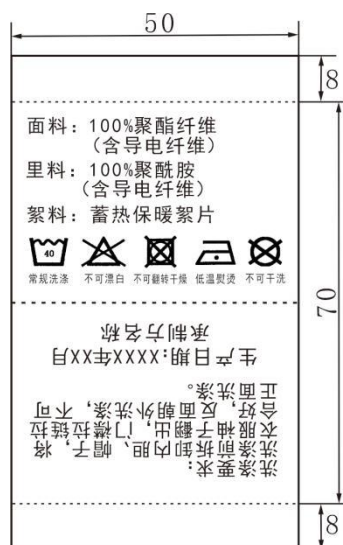 50
8
面料：100%聚酯纤维
（含导电纤维）
里料：100%聚酰胺
（含导电纤维）
絮料：蓄热保暖絮片
40
常规洗涤 不可漂白 不可翻转干燥 低温熨烫 不可干洗
70
洗涤要求：
洗涤前拆卸内胆、帽子，将
衣服袖子翻出，门襟拉链拉
合好，反面朝外洗涤，不可
正面洗涤。
生产日期：XXXX年XX月
承制方名称
8